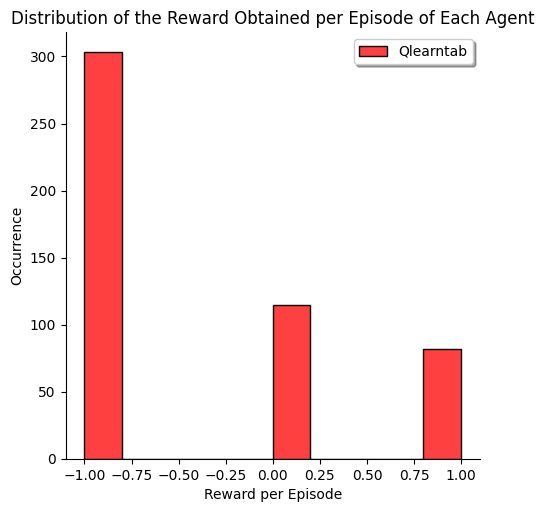 Distribution of the Reward Obtained per Episode of Each Agent
Qlearntab
300
250
200
150
100
50
0
Occurrence
−1.00 −0.75 −0.50 −0.25 0.00 0.25 0.50 0.75 1.00
Reward per Episode